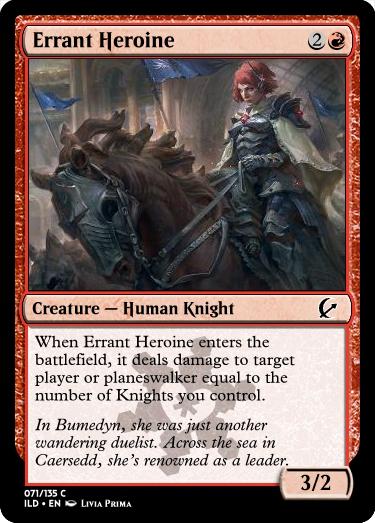 Errant Heroine 2
Creature — Human Knight
When Errant Heroine enters the
battlefield, it deals damage to target
player or planeswalker equal to the
number of Knights you control.
In Bumedyn, she was just another
wandering duelist. Across the sea in
Caersedd, she's renowned as a leader.
3/2
071/135 C
ILD • EN Livia Prima